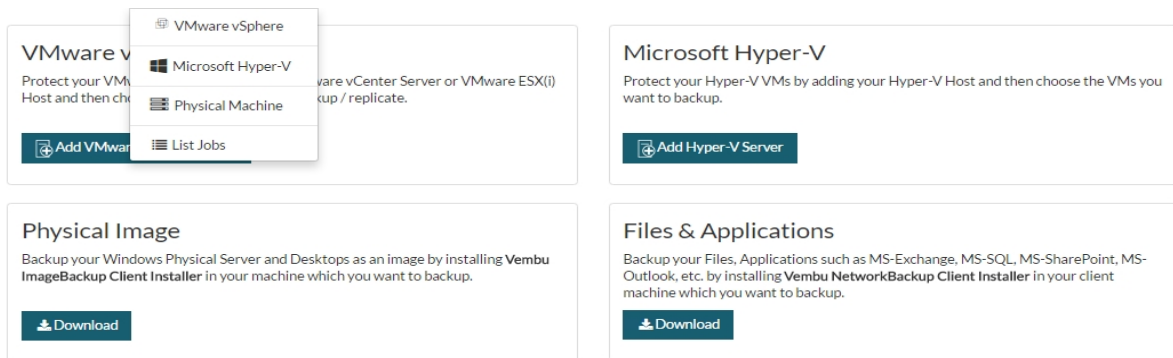 VMware vSphere
Microsoft Hyper-V
Physical Machine
List Jobs
VMware v
Protect your VMw ware vCenter Server or VMware ESX(i)
Host and then cho kup / replicate.
Add VMwar
Microsoft Hyper-V
Protect your Hyper-V VMs by adding your Hyper-V Host and then choose the VMs you
want to backup.
Add Hyper-V Server
Physical Image
Backup your Windows Physical Server and Desktops as an image by installing Vembu
ImageBackup Client Installer in your machine which you want to backup.
Download
Files & Applications
Backup your Files, Applications such as MS-Exchange, MS-SQL, MS-SharePoint, MS-
Outlook, etc. by installing Vembu NetworkBackup Client Installer in your client
machine which you want to backup.
Download